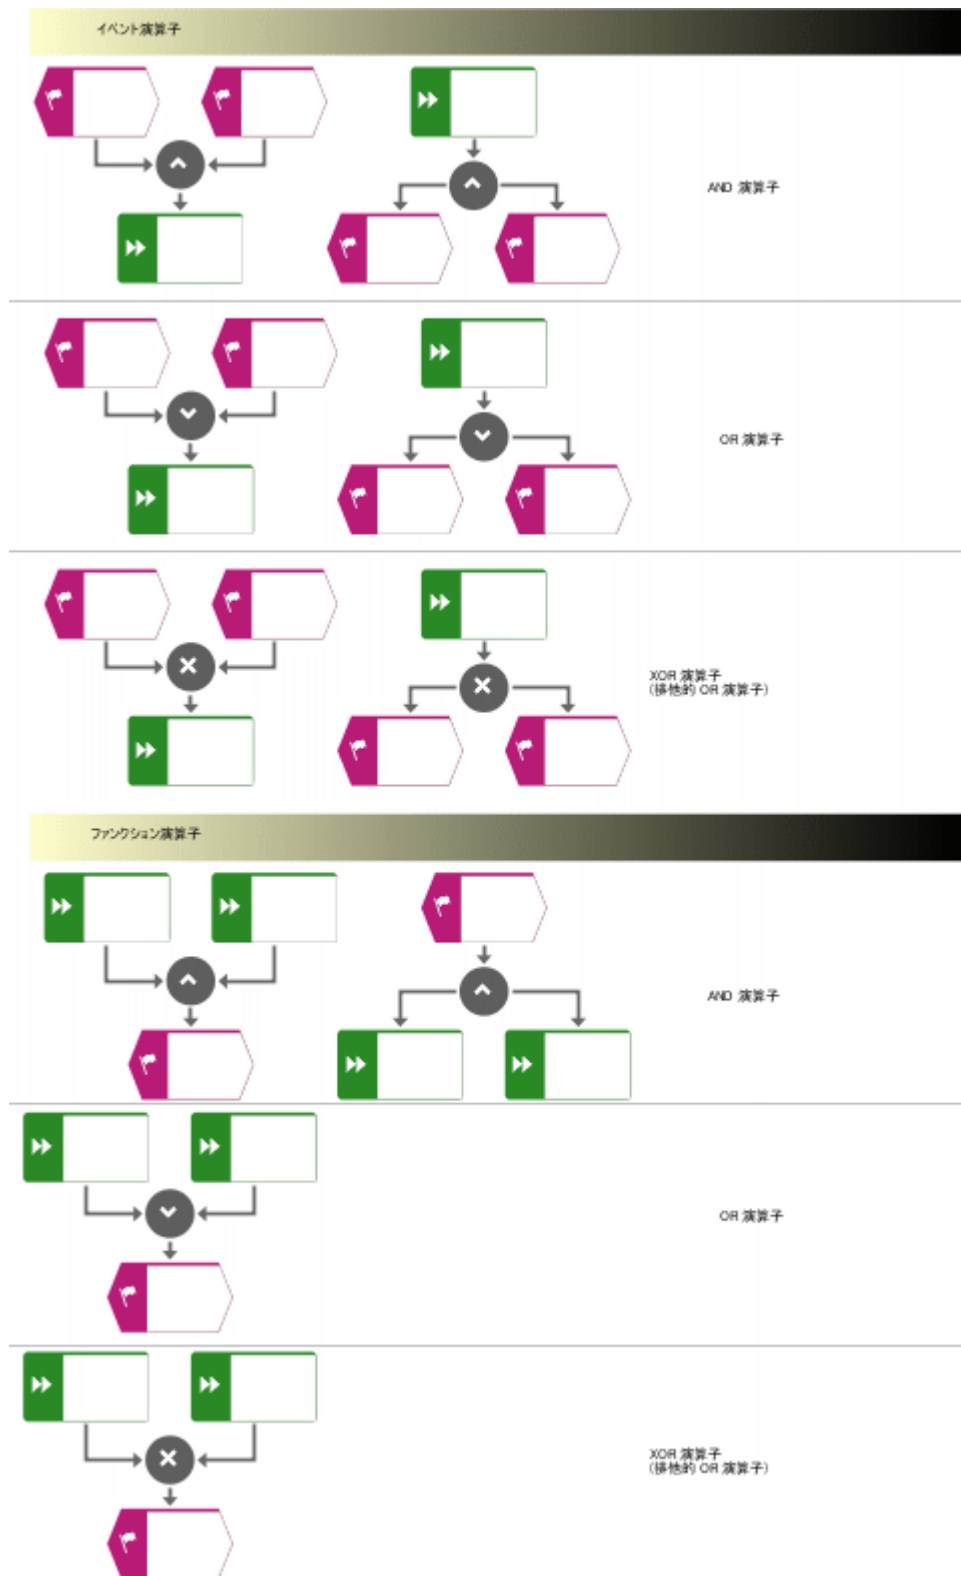 イベント演算子
AND 演算子
OR 演算子
XOR 演算子
(排他的 OR 演算子)
ファンクション演算子
AND 演算子
OR 演算子
XOR 演算子
(排他的 OR 演算子)